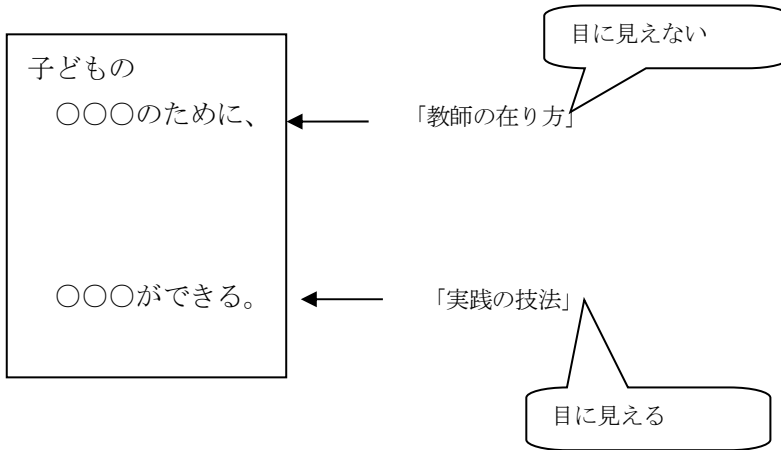 目に見えない
子どもの
○○○のために、
「教師の在り方」
○○○ができる。
「実践の技法」
目に見える